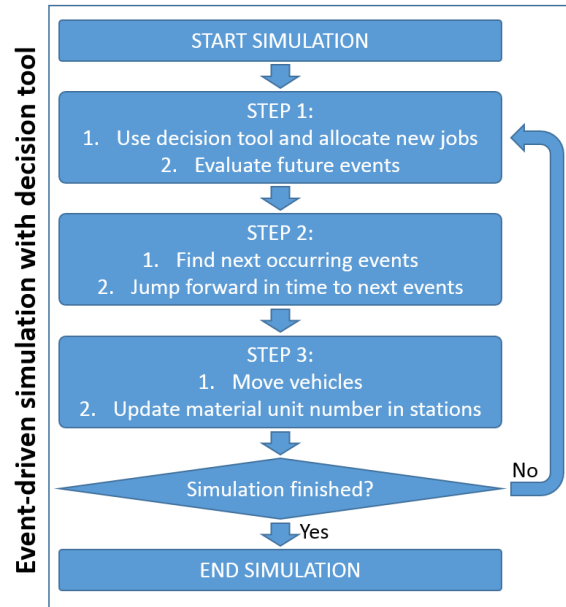 Event-driven simulation with decision tool
START SIMULATION
STEP 1:
1. Use decision tool and allocate new jobs
2. Evaluate future events
STEP 2:
1. Find next occurring events
2. Jump forward in time to next events
STEP 3:
1. Move vehicles
2. Update material unit number in stations
Simulation finished?
No
Yes
END SIMULATION